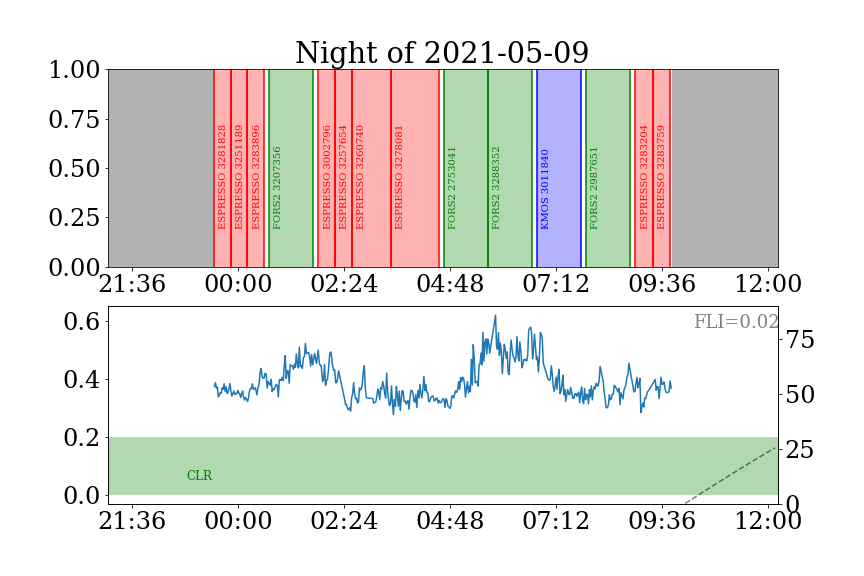 Night of 2021-05-09
1.00
0.75
0.50
0.25
0.00
ESPRESSO 3281828
ESPRESSO 3251189
ESPRESSO 3283896
FORS2 3207356
ESPRESSO 3002796
ESPRESSO 3257654
ESPRESSO 3260740
ESPRESSO 3278081
FORS2 2753041
FORS2 3288352
KMOS 3011840
FORS2 2987651
ESPRESSO 3283204
ESPRESSO 3283759
21:36 00:00 02:24 04:48 07:12 09:36 12:00
FLI=0.02
0.6
0.4
0.2
0.0
75
50
25
0
CLR
21:36 00:00 02:24 04:48 07:12 09:36 12:00